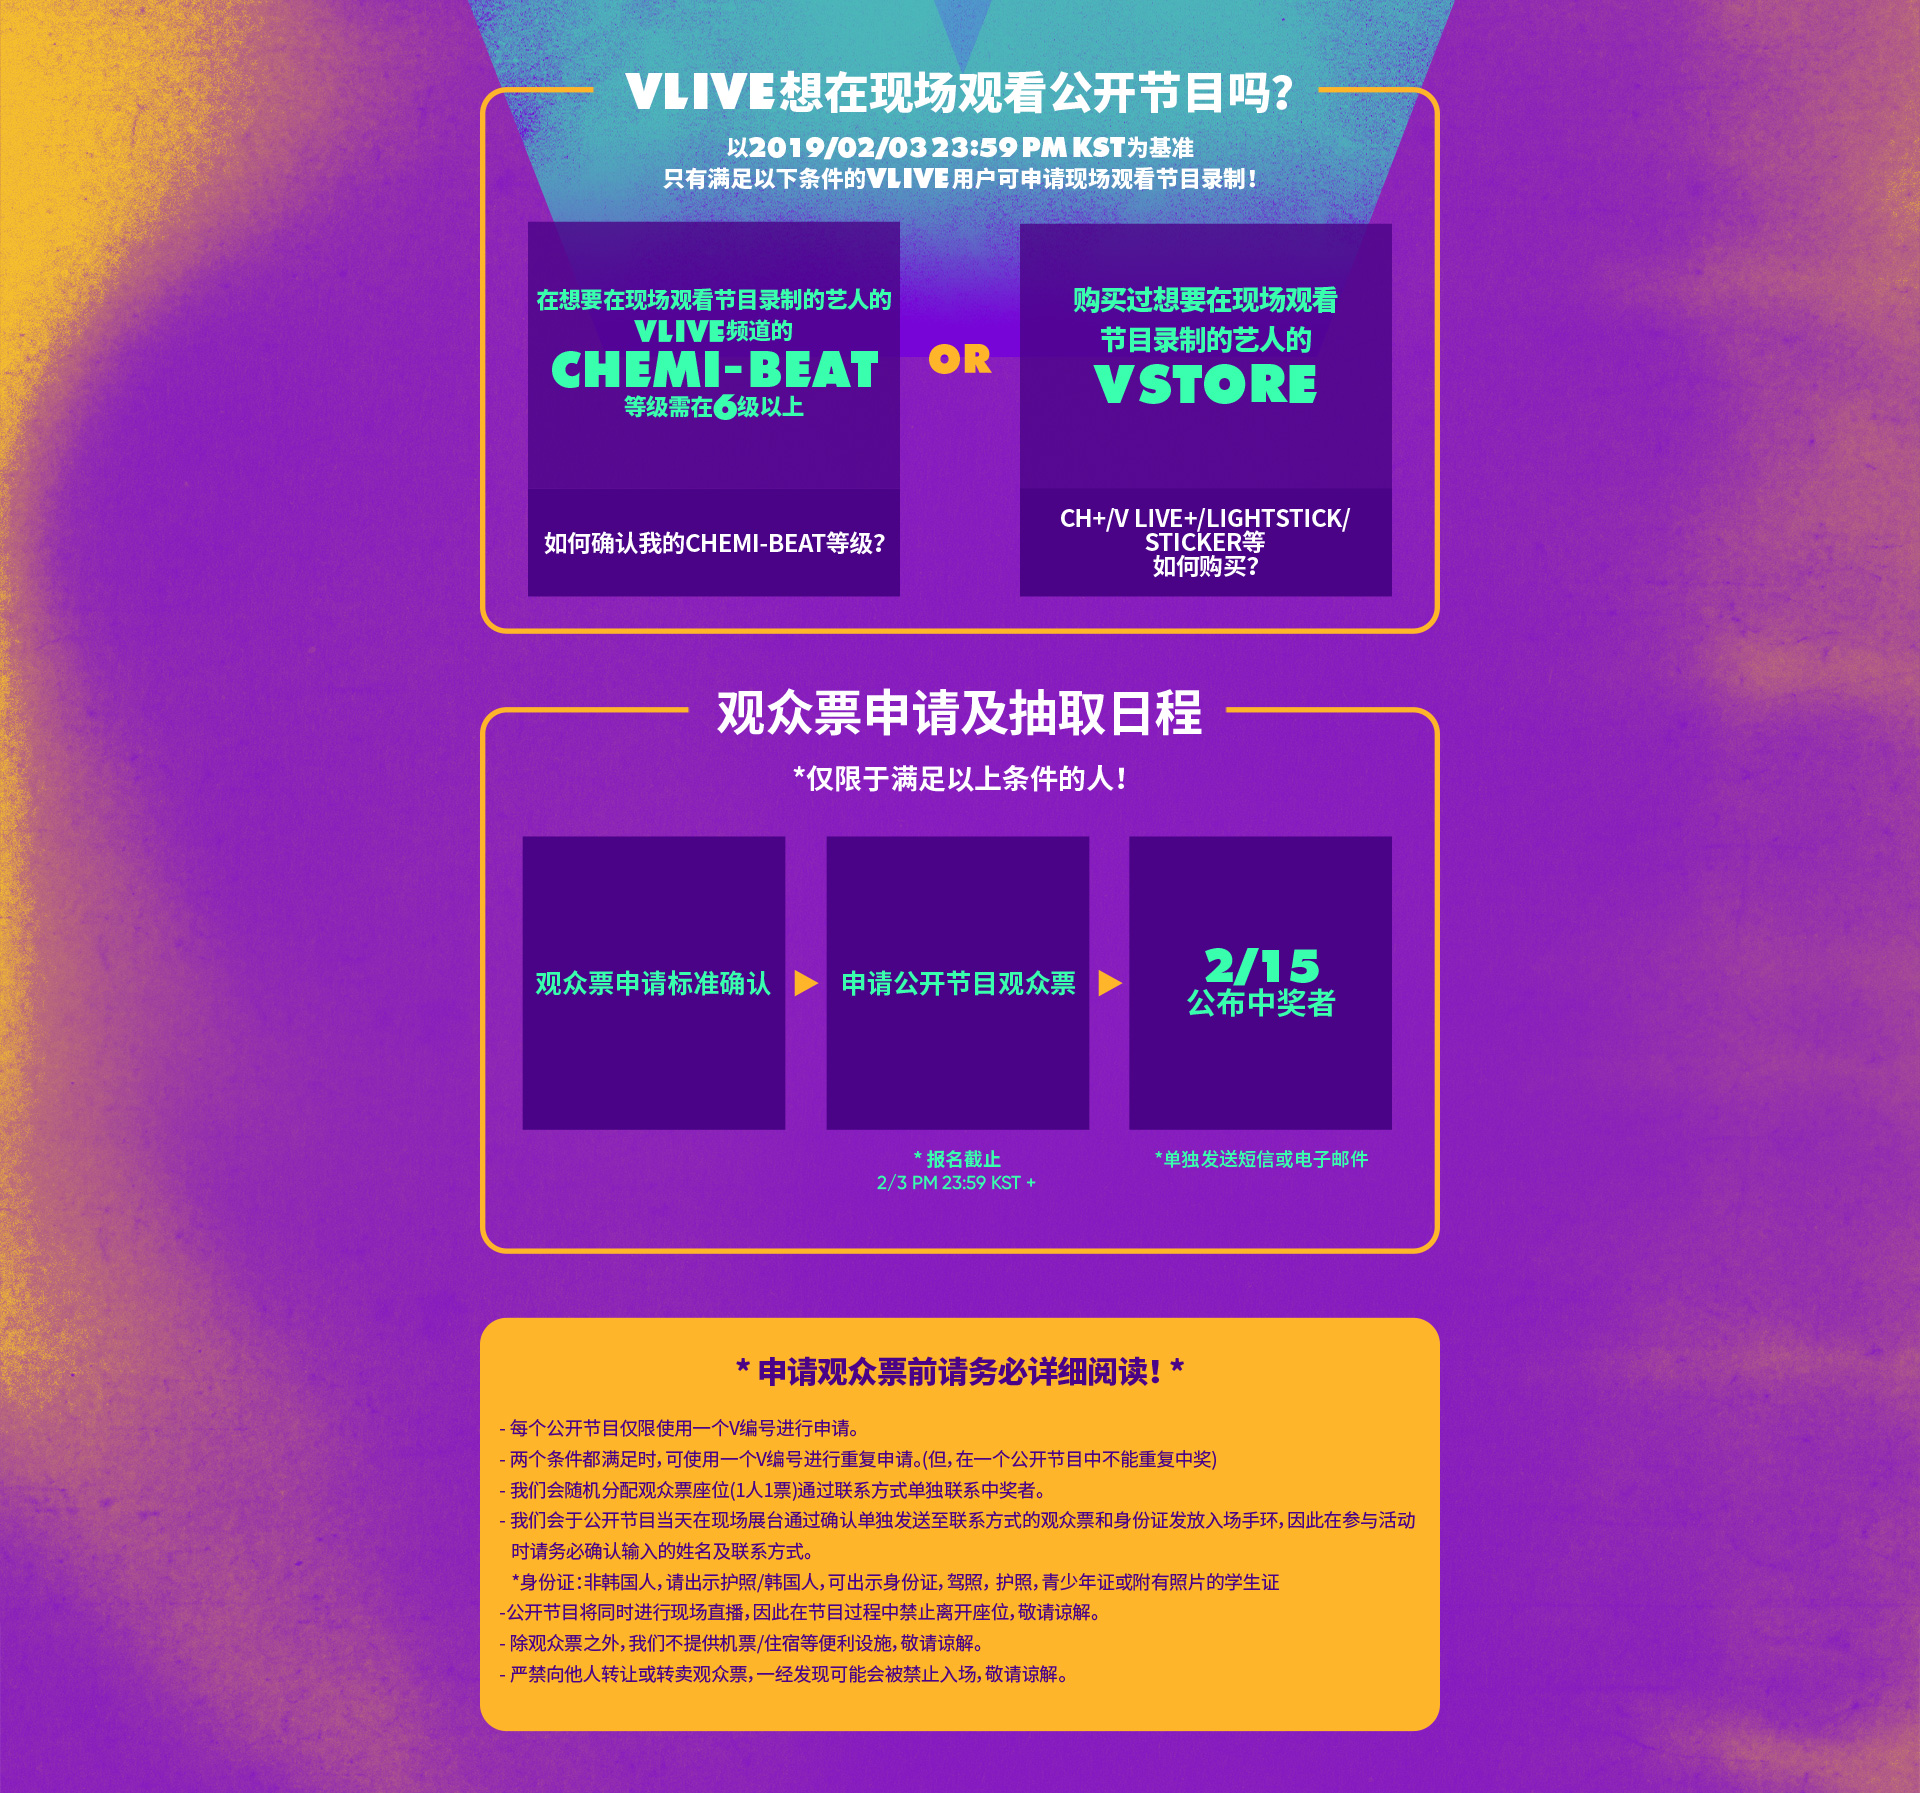 VLIVE想在现场观看公开节目吗?
以2019/02/03 23:59 PM KST为基准
只有满足以下条件的VLIVE用户可申请现场观看节目录制!
在想要在现场观看节目录制的艺人的
VLIVE频道的
CHEMI-BEAT
等级需在6级以上
OR
购买过想要在现场观看
节目录制的艺人的
VSTORE
如何确认我的CHEMI-BEAT等级?
CH+/V LIVE+/LIGHTSTICK/
STICKER等
如何购买?
观众票申请及抽取日程
*仅限于满足以上条件的人!
观众票申请标准确认
申请公开节目观众票
2/15
公布中奖者
* 报名截止
2/3 PM 23:59 KST +
*单独发送短信或电子邮件
* 申请观众票前请务必详细阅读! *
- 每个公开节目仅限使用一个V编号进行申请。
- 两个条件都满足时,可使用一个V编号进行重复申请。(但,在一个公开节目中不能重复中奖)
- 我们会随机分配观众票座位(1人1票)通过联系方式单独联系中奖者。
- 我们会于公开节目当天在现场展台通过确认单独发送至联系方式的观众票和身份证发放入场手环,因此在参与活动
时请务必确认输入的姓名及联系方式。
*身份证:非韩国人,请出示护照/韩国人,可出示身份证,驾照, 护照,青少年证或附有照片的学生证
-公开节目将同时进行现场直播,因此在节目过程中禁止离开座位,敬请谅解。
- 除观众票之外,我们不提供机票/住宿等便利设施,敬请谅解。
- 严禁向他人转让或转卖观众票,一经发现可能会被禁止入场,敬请谅解。